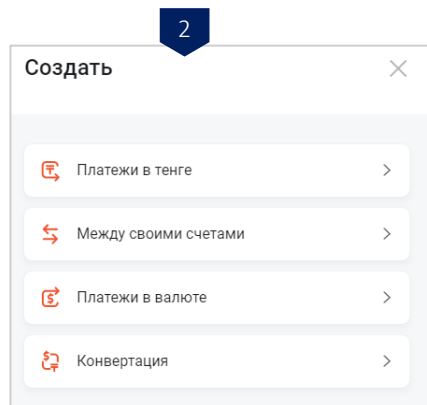 2
Создать
Платежи в тенге
Между своими счетами
Платежи в валюте
Конвертация